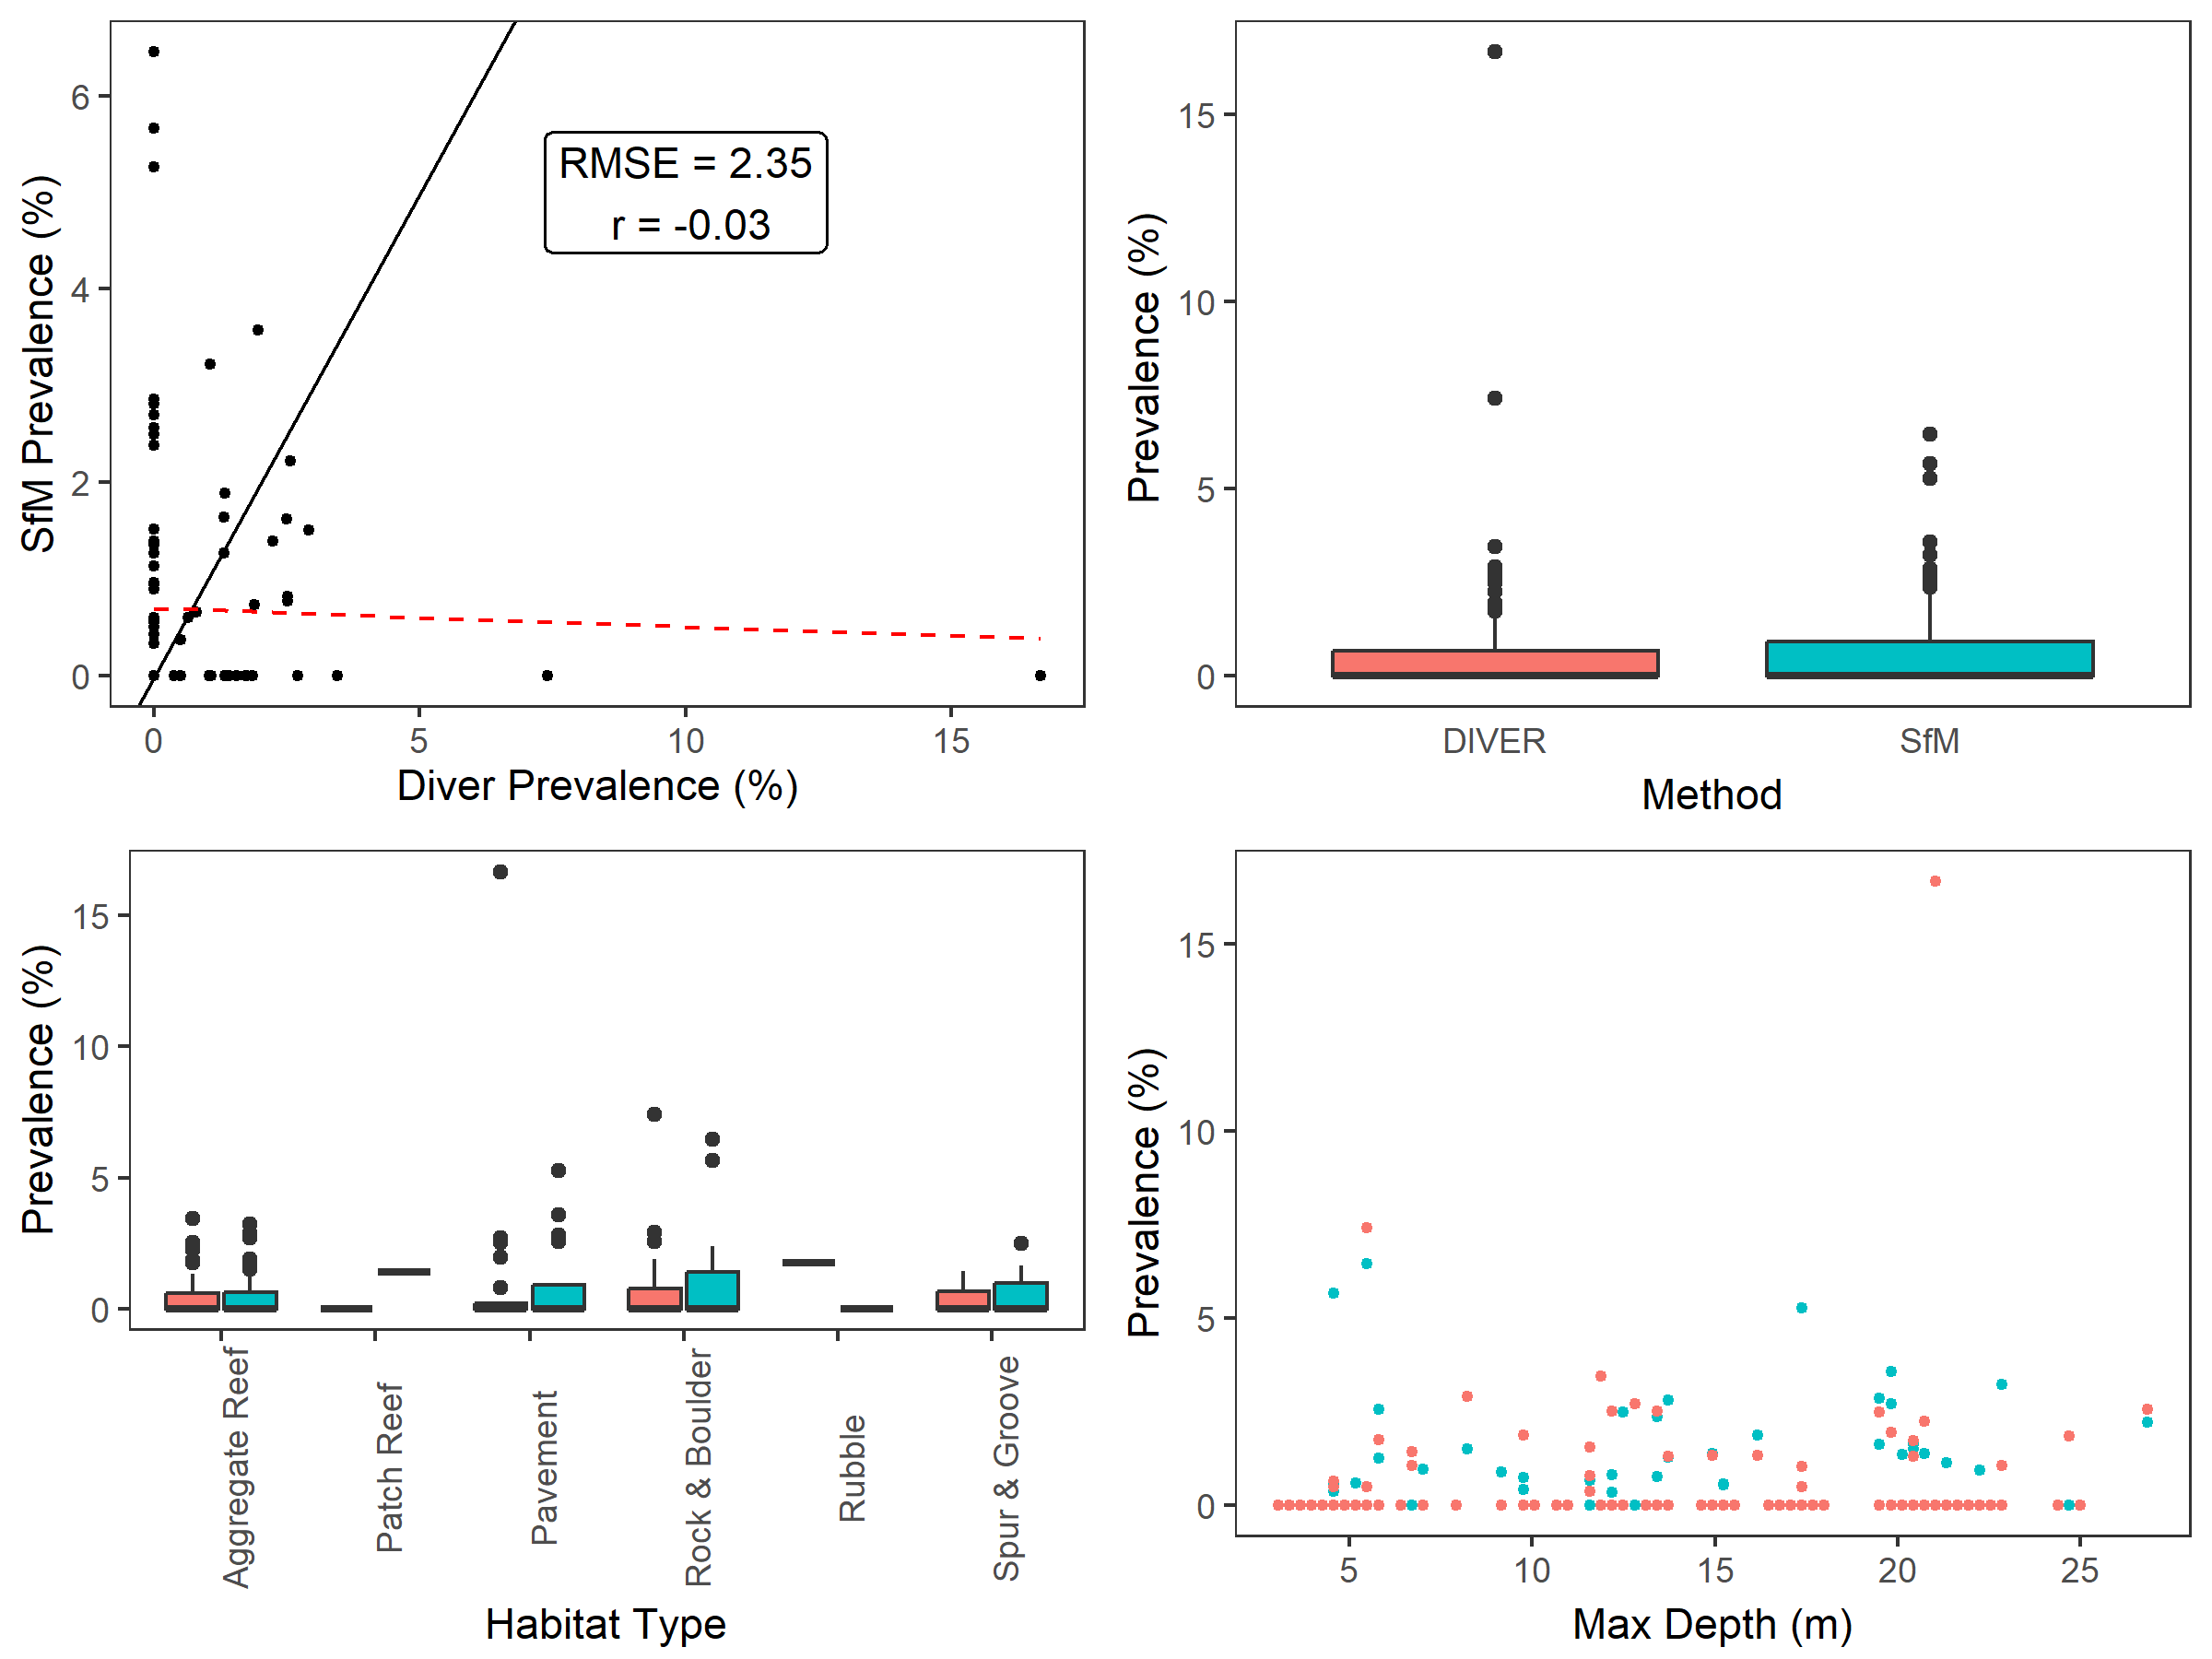 6
4
2
0
SfM Prevalence (%)
RMSE = 2.35
r = -0.03
0 5 10 15
Diver Prevalence (%)
15
10
5
0
Prevalence (%)
DIVER SfM
Method
15
10
5
0
Prevalence (%)
Aggregate Reef
Patch Reef
Pavement
Rock & Boulder
Rubble
Spur & Groove
Habitat Type
15
10
5
0
Prevalence (%)
5 10 15 20 25
Max Depth (m)